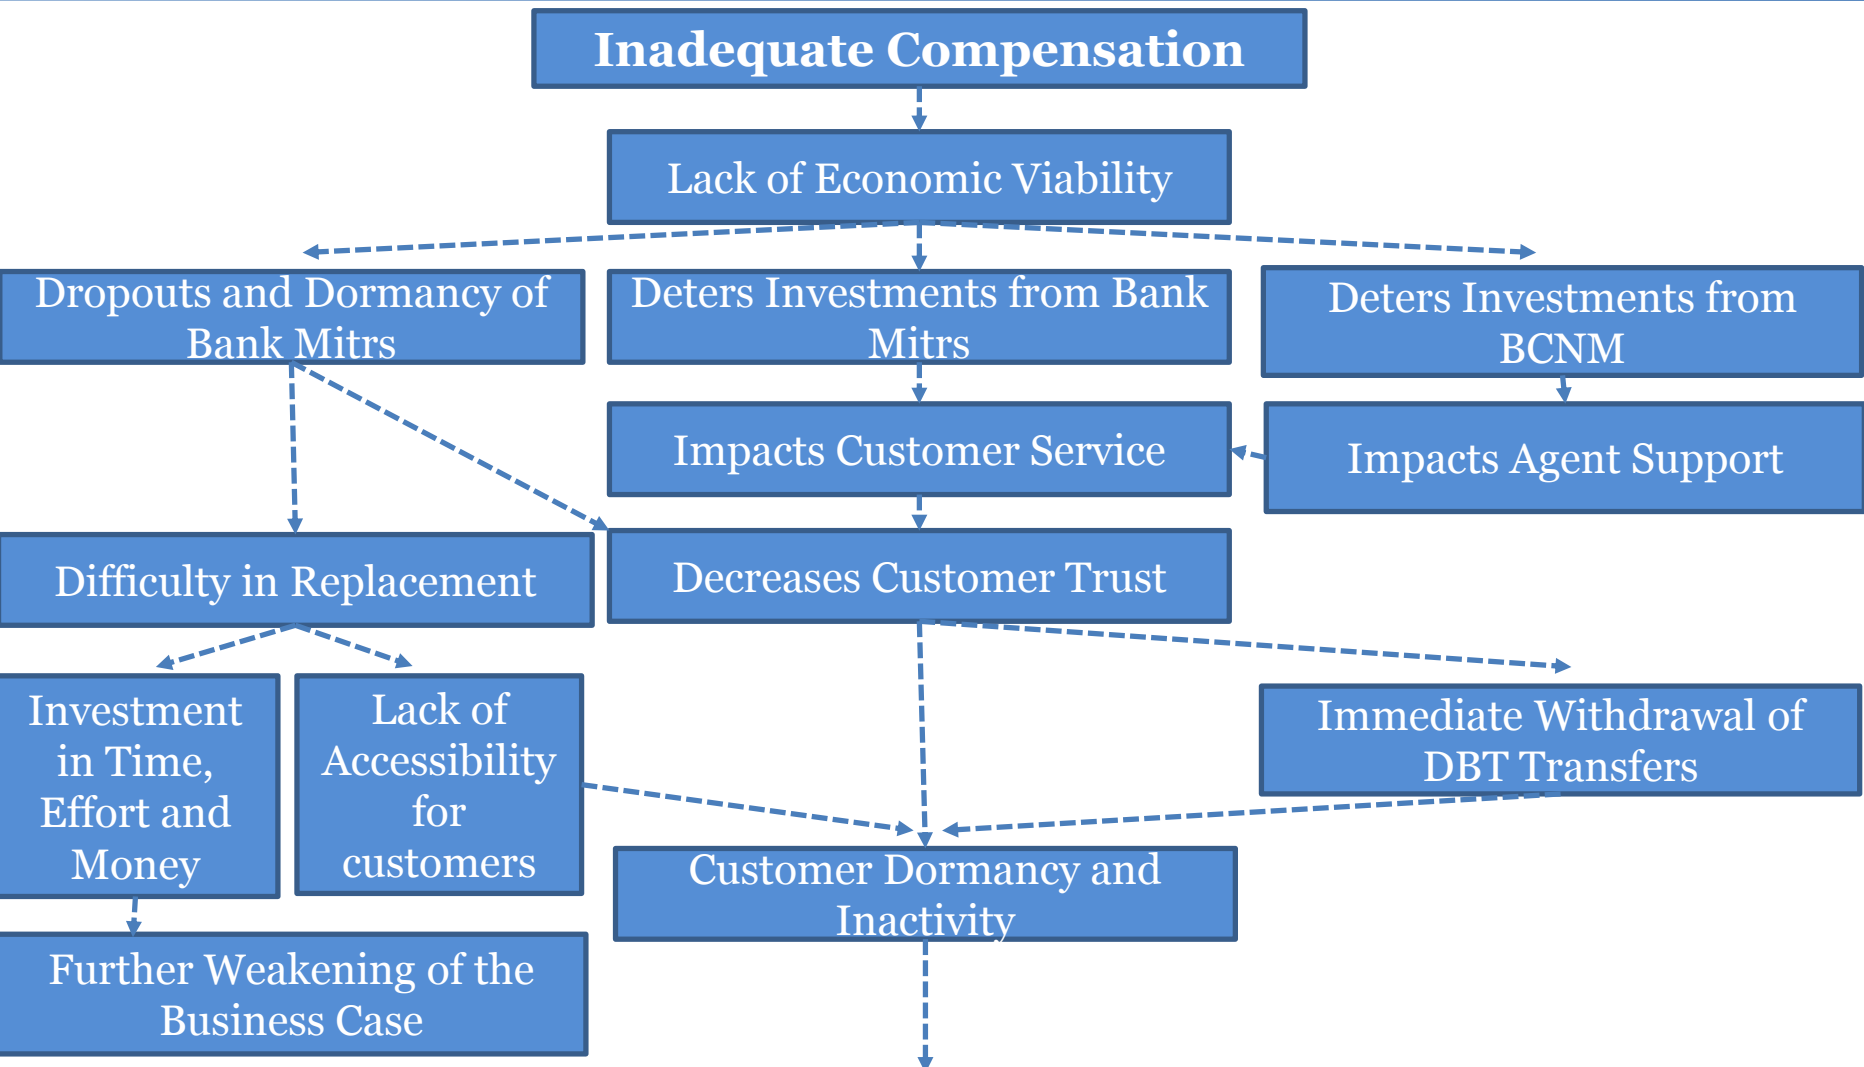 Inadequate Compensation
Lack of Economic Viability
Dropouts and Dormancy of
Bank Mitrs
Deters Investments from Bank
Mitrs
Deters Investments from
BCNM
Impacts Customer Service
Impacts Agent Support
Difficulty in Replacement
Decreases Customer Trust
Investment
in Time,
Effort and
Money
Lack of
Accessibility
for
customers
Immediate Withdrawal of
DBT Transfers
Customer Dormancy and
Inactivity
Further Weakening of the
Business Case